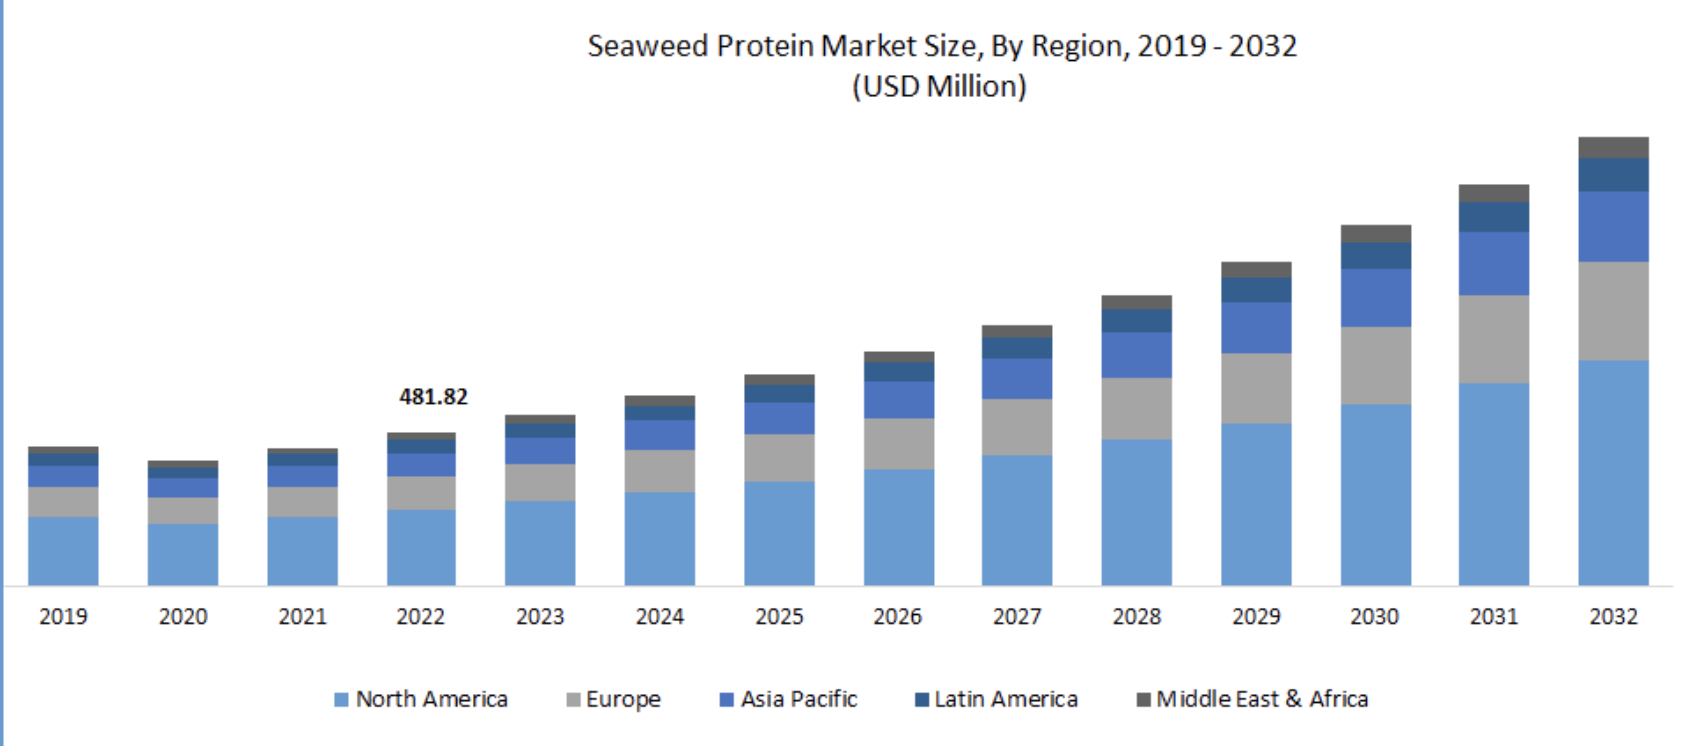 Seaweed Protein Market Size, By Region, 2019 - 2032
(USD Million)
481.82
2019 2020 2021 2022 2023 2024 2025 2026 2027 2028 2029 2030 2031 2032
North America Europe Asia Pacific Latin America Middle East & Africa